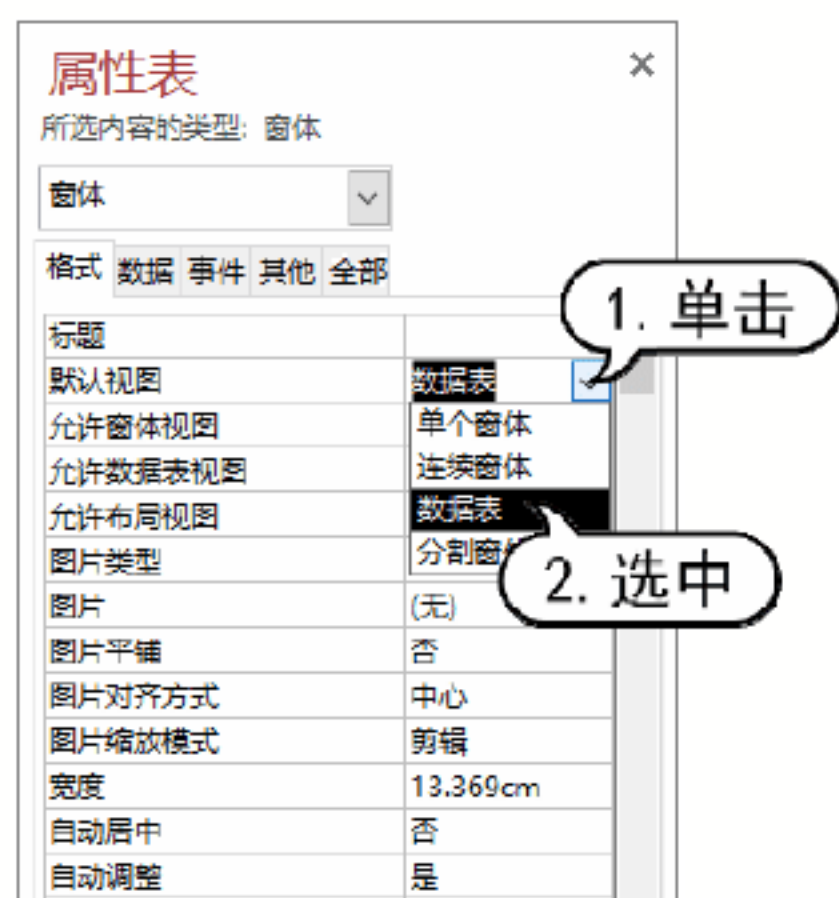 属性表
所选内容的类型: 窗体
窗体
格式 数据 事件 其他 全部
1. 单击
标题
默认视图 数据表
允许窗体视图 单个窗体
允许数据表视图 连续窗体
允许布局视图 数据表
图片类型 分割窗
2. 选中
图片 (无)
图片平铺 否
图片对齐方式 中心
图片缩放模式 剪辑
宽度 13.369cm
自动居中 否
自动调整 是